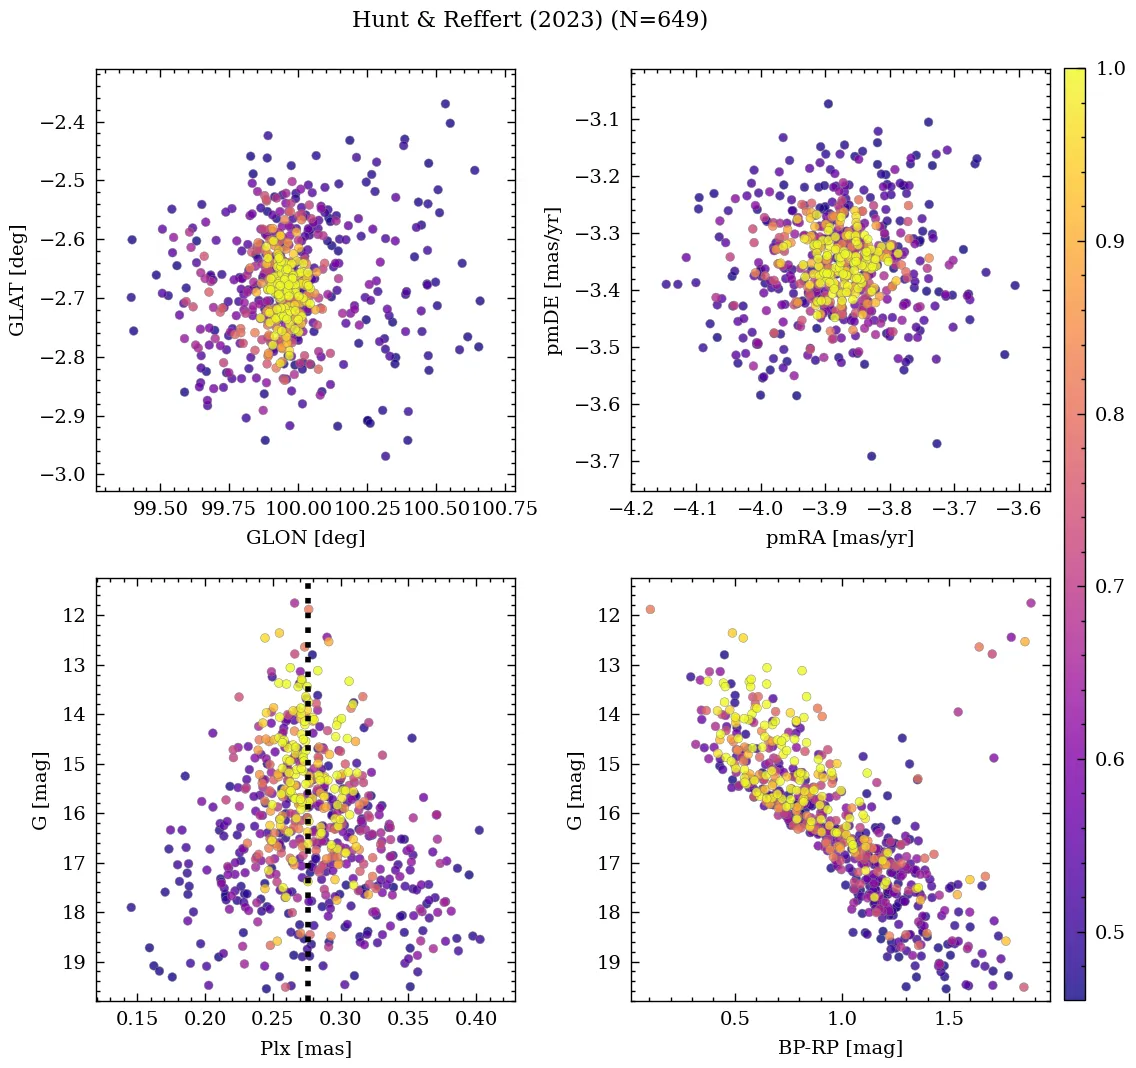 Hunt & Reffert (2023) (N=649)
−2.4
−2.5
−2.6
−2.7
−2.8
−2.9
−3.0
GLAT [deg]
99.50 99.75 100.00 100.25 100.50 100.75
GLON [deg]
−3.1
−3.2
−3.3
−3.4
−3.5
−3.6
−3.7
pmDE [mas/yr]
−4.2 −4.1 −4.0 −3.9 −3.8 −3.7 −3.6
pmRA [mas/yr]
12
13
14
15
16
17
18
19
G [mag]
0.15 0.20 0.25 0.30 0.35 0.40
Plx [mas]
12
13
14
15
16
17
18
19
G [mag]
0.5 1.0 1.5
BP-RP [mag]
1.0
0.9
0.8
0.7
0.6
0.5